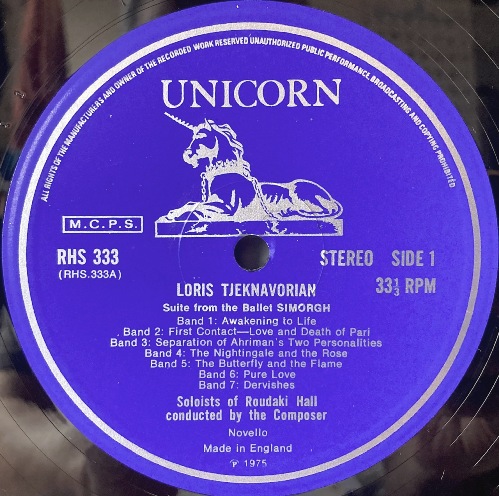 ALL RIGHTS OF THE MANUFACTURERS AND OWNER OF THE RECORDED WORK RESERVED UNAUTHORIZED PUBLIC PERFORMANCE, BROADCASTING AND COPYING PROHIBITED
UNICORN
M.C.P.S.
RHS 333
(RHS.333A)
STEREO SIDE 1
33⅓ RPM
LORIS TJEKNAVORIAN
Suite from the Ballet SIMORGH
Band 1: Awakening to Life
Band 2: First Contact—Love and Death of Pari
Band 3: Separation of Ahriman's Two Personalities
Band 4: The Nightingale and the Rose
Band 5: The Butterfly and the Flame
Band 6: Pure Love
Band 7: Dervishes
Soloists of Roudaki Hall
conducted by the Composer
Novello
Made in England
℗ 1975